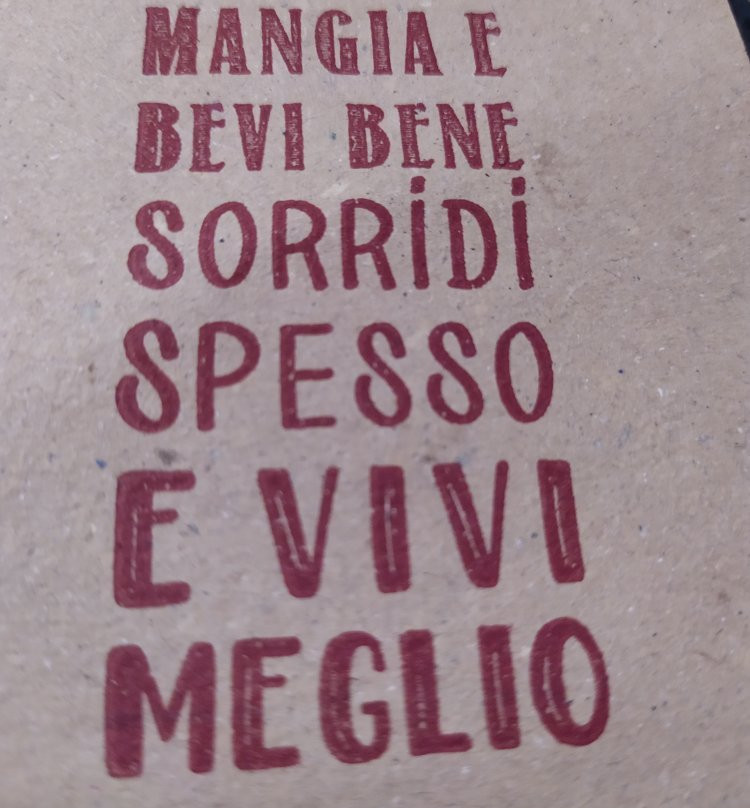 MANGIA E
BEVI BENE
SORRIDI
SPESSO
E VIVI
MEGLIO